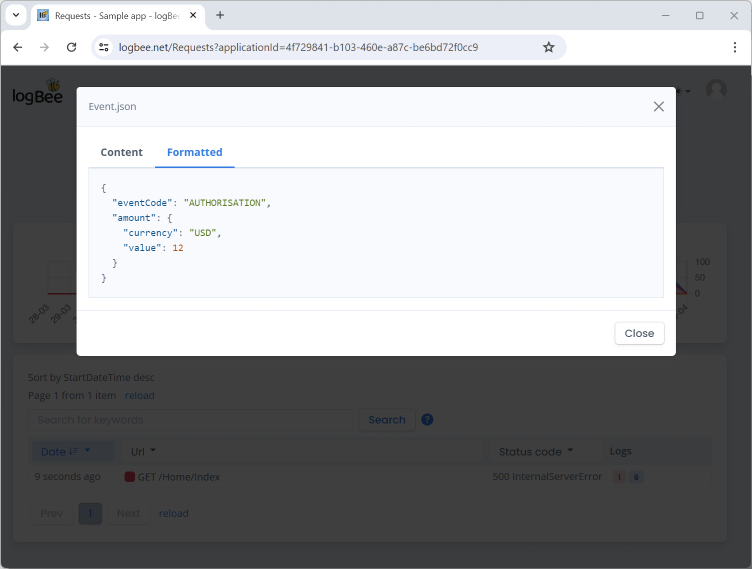 Requests - Sample app - logBe
logbee.net/Requests?applicationId=4f729841-b103-460e-a87c-be6bd72f0cc9
logBee
Event.json
Content Formatted
{
"eventCode": "AUTHORISATION",
"amount": {
"currency": "USD",
"value": 12
}
}
100
50
0
28-03
29-03
-04
Close
Sort by StartDateTime desc
Page 1 from 1 item reload
Search for keywords Search ?
Date Url Status code Logs
9 seconds ago GET /Home/Index 500 InternalServerError 1 6
Prev 1 Next reload